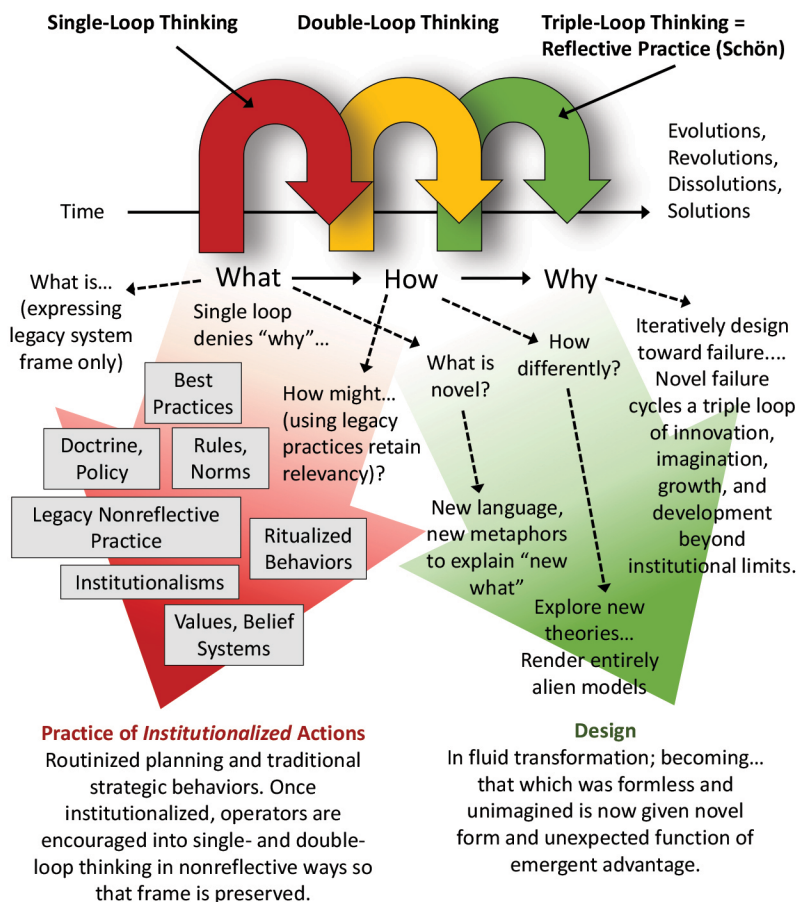 Single-Loop Thinking
Double-Loop Thinking
Triple-Loop Thinking =
Reflective Practice (Schön)
Evolutions,
Revolutions,
Dissolutions,
Solutions
Time
What
How
Why
What is…
(expressing
legacy system
frame only)
Single loop
denies “why”…
How might…
(using legacy
practices retain
relevancy)?
What is
novel?
How
differently?
Iteratively design
toward failure….
Novel failure
cycles a triple loop
of innovation,
imagination,
growth, and
development
beyond
institutional limits.
Best
Practices
Doctrine,
Policy
Rules,
Norms
Legacy Nonreflective
Practice
Ritualized
Behaviors
Institutionalisms
Values, Belief
Systems
New language,
new metaphors
to explain “new
what”
Explore new
theories…
Render entirely
alien models
Practice of Institutionalized Actions
Routinized planning and traditional
strategic behaviors. Once
institutionalized, operators are
encouraged into single- and double-
loop thinking in nonreflective ways so
that frame is preserved.
Design
In fluid transformation; becoming…
that which was formless and
unimagined is now given novel
form and unexpected function of
emergent advantage.